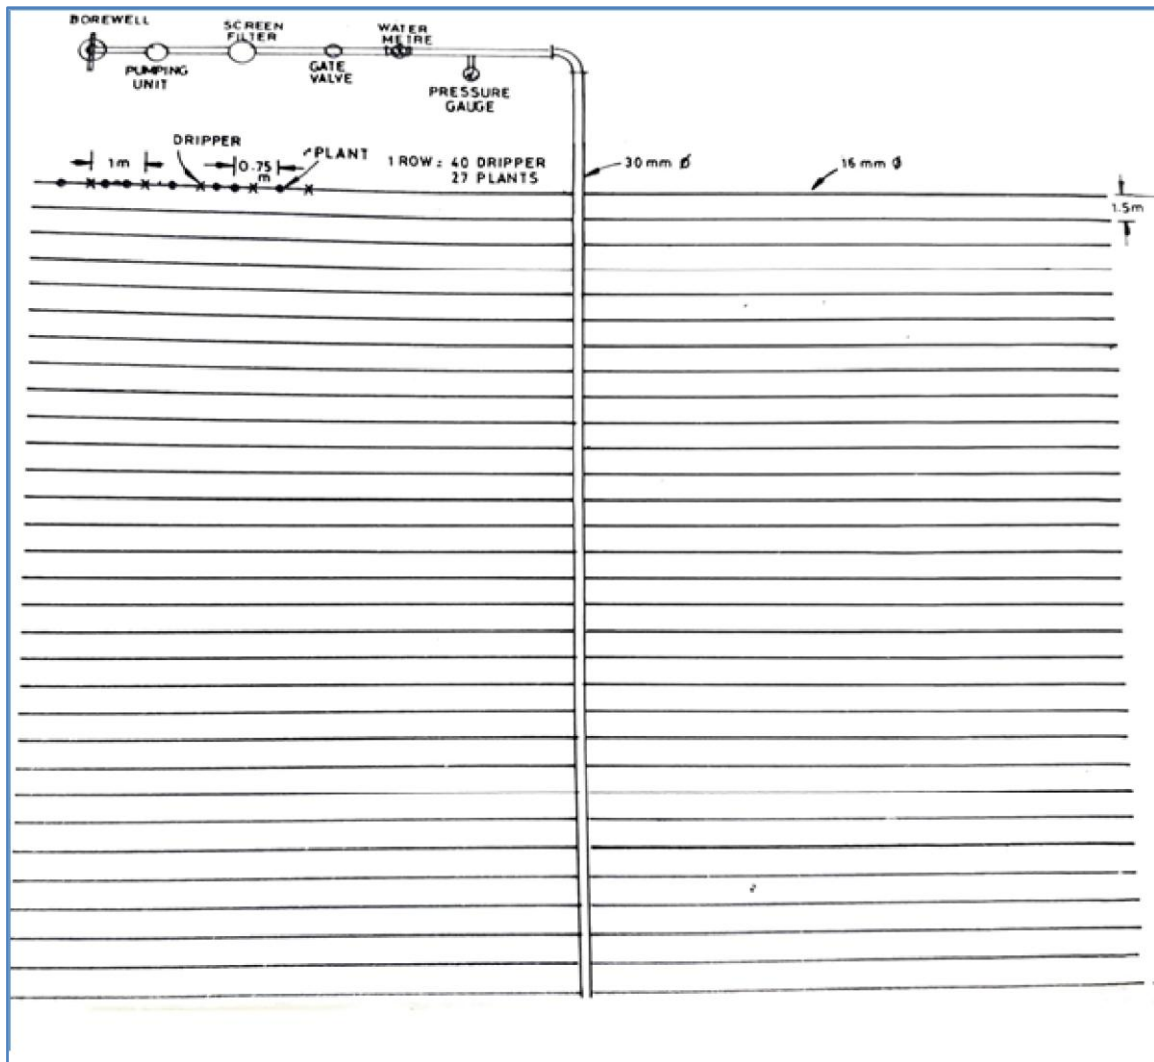 BOREWELL
PUMPING
UNIT
SCREEN
FILTER
GATE
VALVE
WATER
METRE
PRESSURE
GAUGE
1m
DRIPPER
0.75
m
PLANT
1 ROW = 40 DRIPPER
27 PLANTS
30 mm Ø
16 mm Ø
1.5m